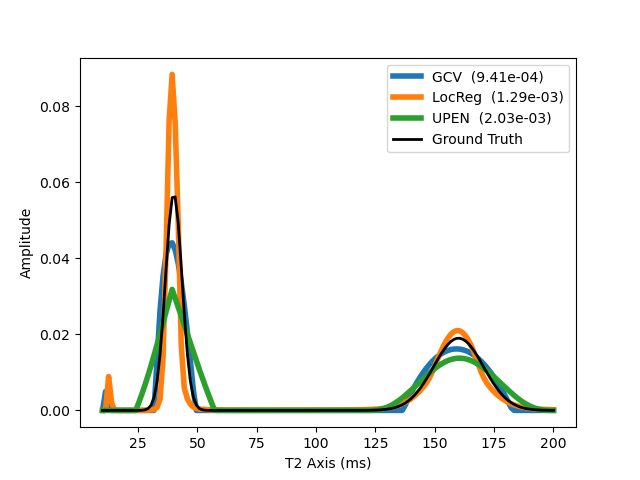 GCV (9.41e-04)
LocReg (1.29e-03)
UPEN (2.03e-03)
Ground Truth
0.08
0.06
0.04
0.02
0.00
Amplitude
25 50 75 100 125 150 175 200
T2 Axis (ms)